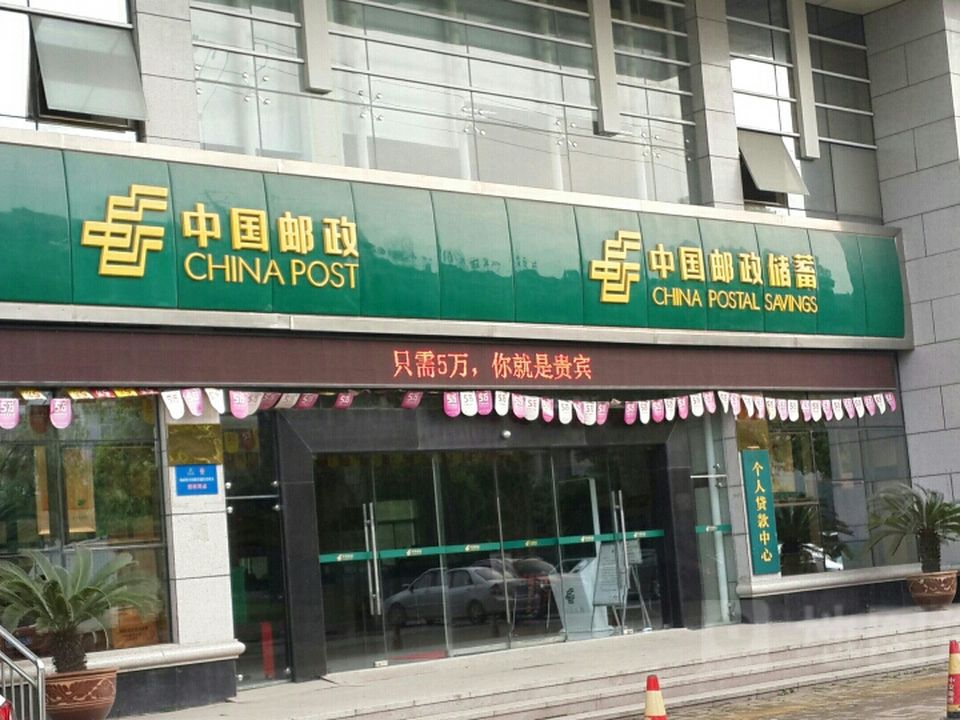 中国邮政
CHINA POST
中国邮政储蓄
CHINA POSTAL SAVINGS
只需5万，你就是贵宾
个人贷款中心